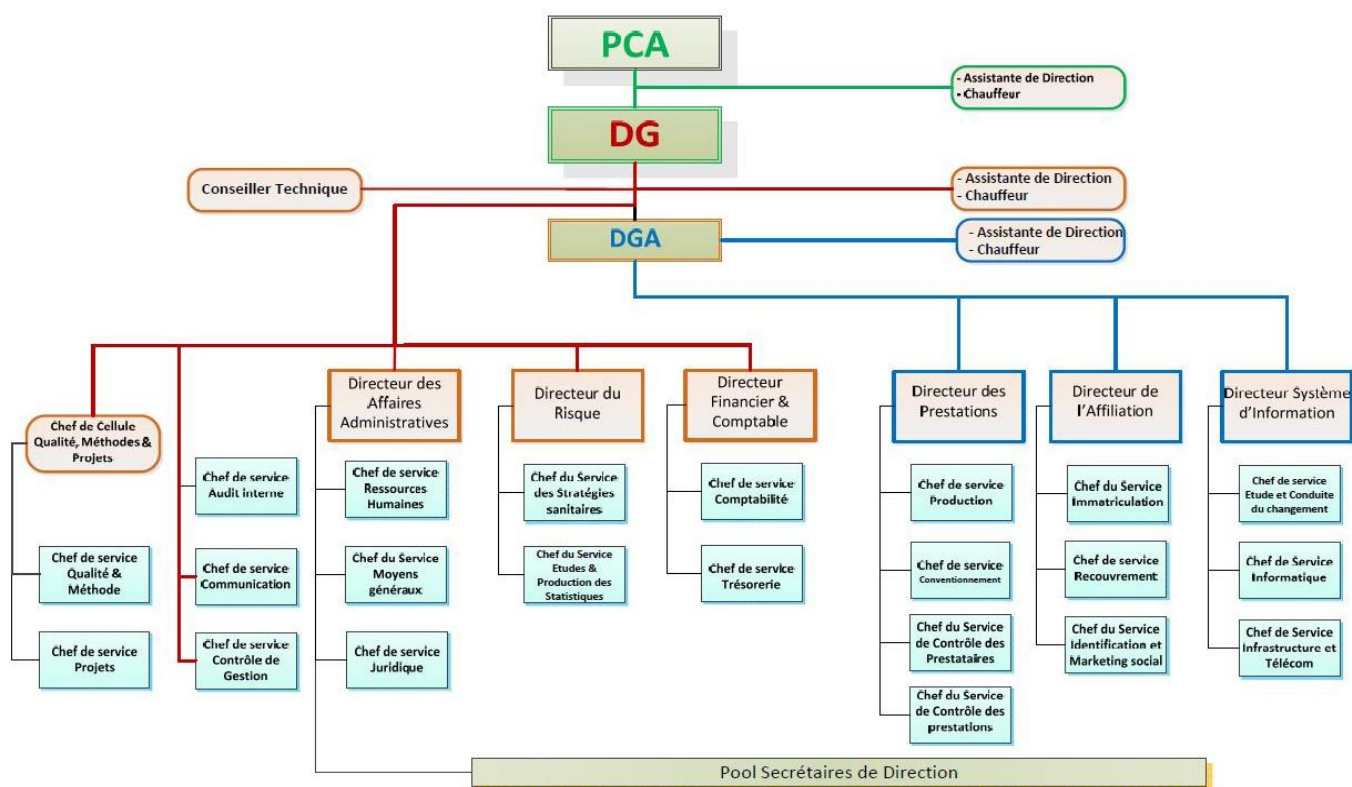 PCA
- Assistante de Direction
- Chauffeur
DG
Conseiller Technique
- Assistante de Direction
- Chauffeur
DGA
- Assistante de Direction
- Chauffeur
Chef de Cellule
Qualité, Méthodes &
Projets
Chef de service
Qualité &
Méthode
Chef de service
Projets
Chef de service
Audit interne
Chef de service
Communication
Chef de service
Contrôle de
Gestion
Directeur des
Affaires
Administratives
Chef de service
Ressources
Humaines
Chef du Service
Moyens
généraux
Chef de service
Juridique
Directeur du
Risque
Chef du Service
des Stratégies
sanitaires
Chef du Service
Etudes &
Production des
Statistiques
Directeur
Financier &
Comptable
Chef de service
Comptabilité
Chef de service
Trésorerie
Directeur des
Prestations
Chef de service
Production
Chef de service
Conventionnement
Chef du Service
de Contrôle des
Prestataires
Chef du Service
de Contrôle des
prestations
Directeur de
l'Affiliation
Chef du Service
Immatriculation
Chef de service
Recouvrement
Chef du Service
Identification et
Marketing social
Directeur Système
d'Information
Chef de service
Etude et Conduite
du changement
Chef de Service
Informatique
Chef de Service
Infrastructure et
Télécom
Pool Secrétaires de Direction